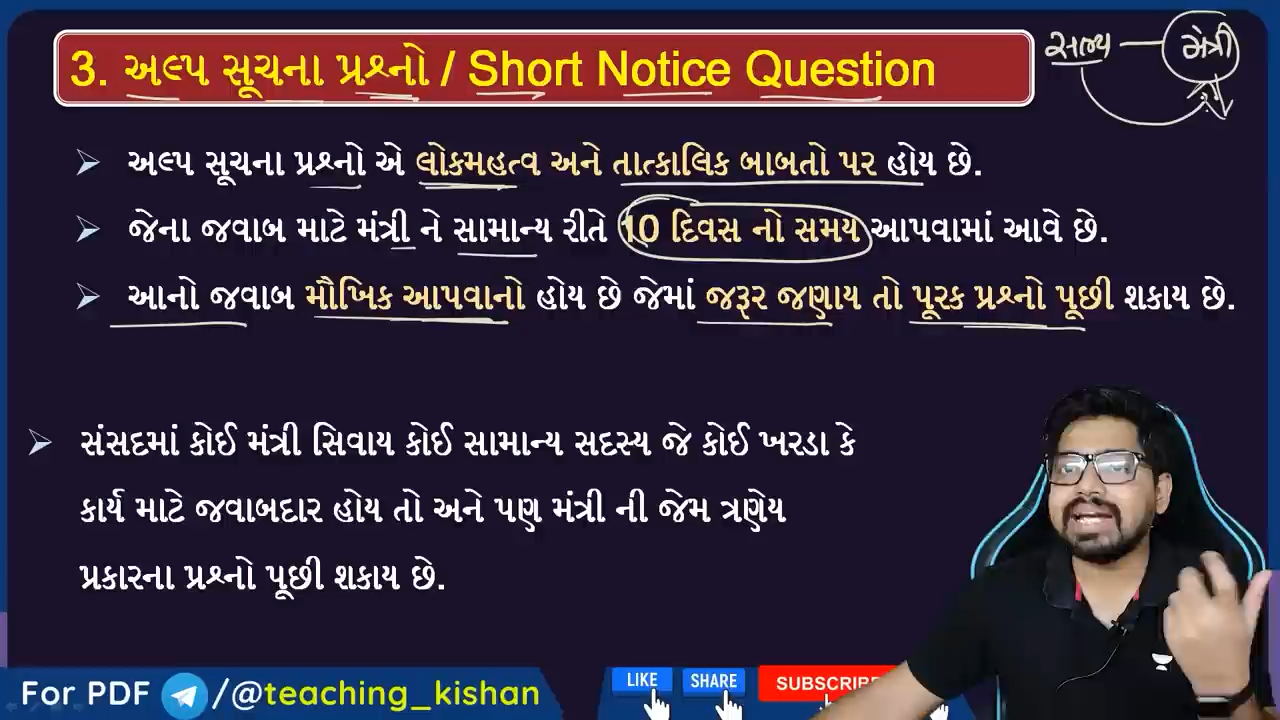 3. અલ્પ સૂચના પ્રશ્નો / Short Notice Question
સભ્ય — મંત્રી
અલ્પ સૂચના પ્રશ્નો એ લોકમહત્વ અને તાત્કાલિક બાબતો પર હોય છે.
જેના જવાબ માટે મંત્રી ને સામાન્ય રીતે 10 દિવસ નો સમય આપવામાં આવે છે.
આનો જવાબ મૌખિક આપવાનો હોય છે જેમાં જરૂર જણાય તો પૂરક પ્રશ્નો પૂછી શકાય છે.
સંસદમાં કોઈ મંત્રી સિવાય કોઈ સામાન્ય સદસ્ય જે કોઈ ખરડા કે
કાર્ય માટે જવાબદાર હોય તો અને પણ મંત્રી ની જેમ ત્રણેય
પ્રકારના પ્રશ્નો પૂછી શકાય છે.
For PDF /@teaching_kishan
LIKE SHARE SUBSCRIBE